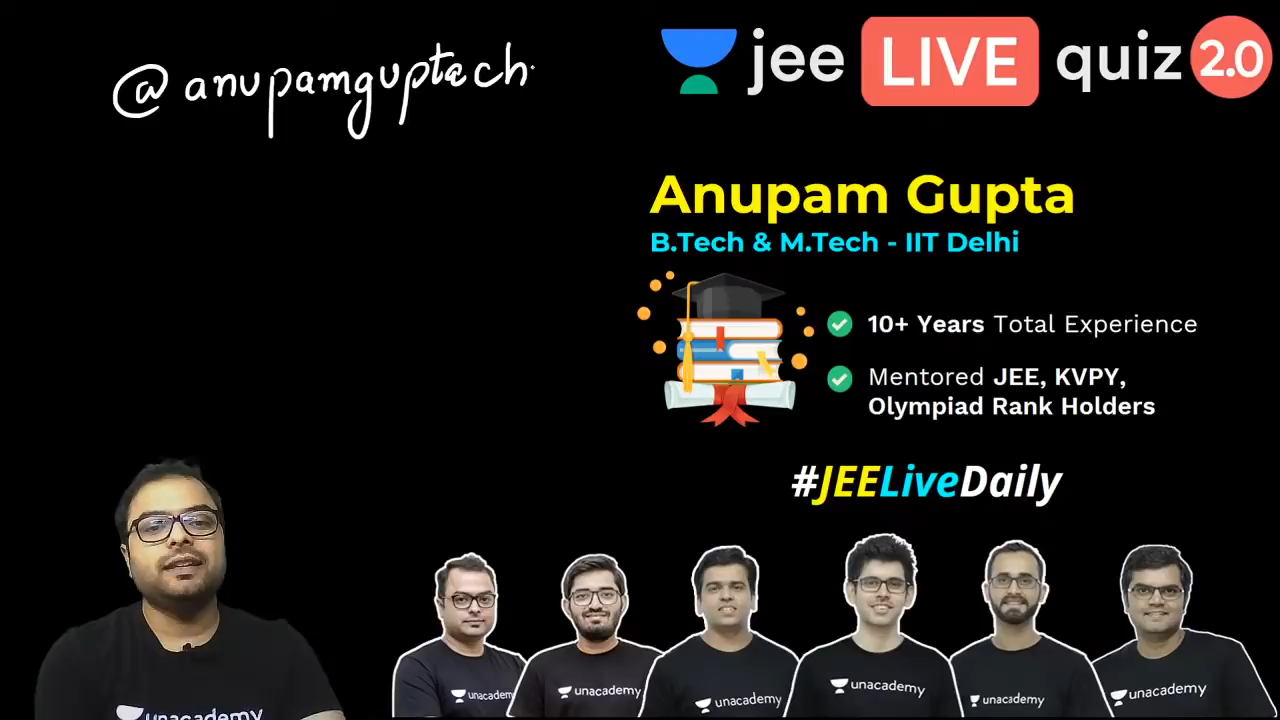 @anupamguptech
jee LIVE quiz 2.0
Anupam Gupta
B.Tech & M.Tech - IIT Delhi
10+ Years Total Experience
Mentored JEE, KVPY,
Olympiad Rank Holders
#JEELiveDaily
unacademy
unacademy
unacademy
unacademy
unacademy
unacademy
unacademy